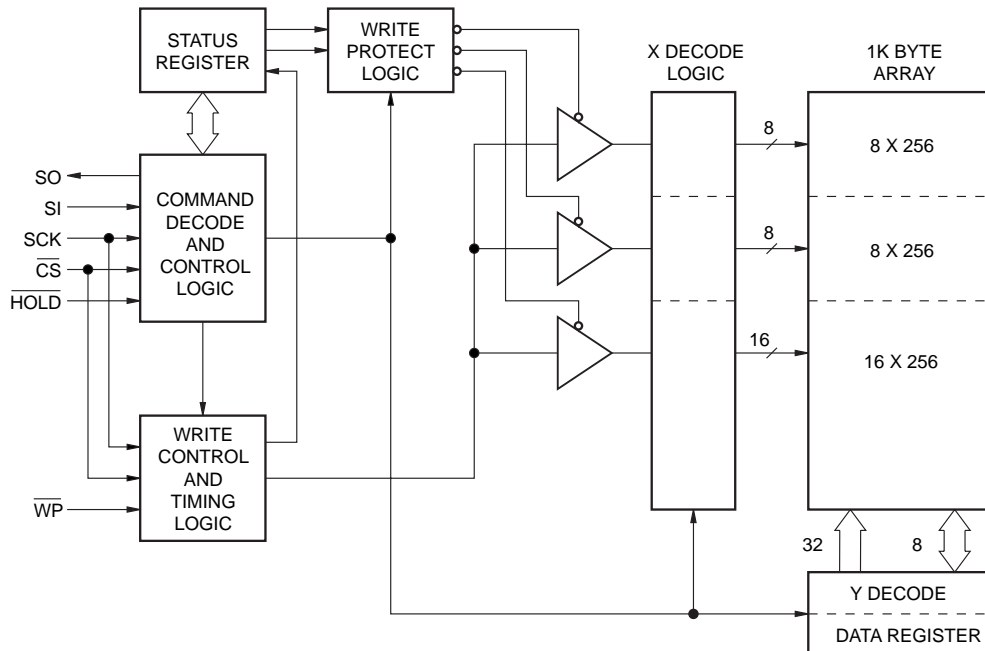 STATUS
REGISTER
WRITE
PROTECT
LOGIC
X DECODE
LOGIC
1K BYTE
ARRAY
8
8 X 256
8
8 X 256
16
16 X 256
SO
SI
SCK
CS
HOLD
COMMAND
DECODE
AND
CONTROL
LOGIC
WP
WRITE
CONTROL
AND
TIMING
LOGIC
32
8
Y DECODE
DATA REGISTER